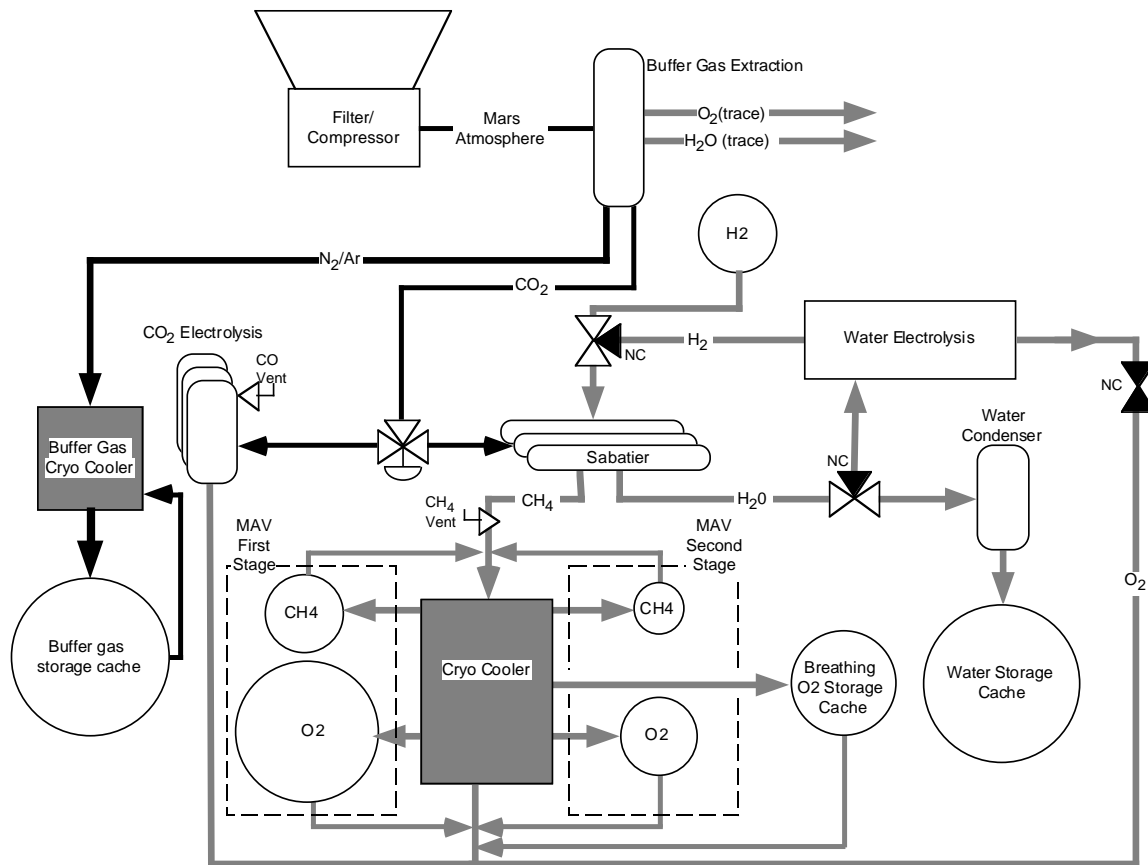 Buffer Gas Extraction
Filter/
Compressor
Mars
Atmosphere
O2(trace)
H2O (trace)
H2
N2/Ar
CO2
CO2 Electrolysis
CO
Vent
NC
H2
Water Electrolysis
NC
Buffer Gas
Cryo Cooler
Sabatier
Water
Condenser
NC
CH4
Vent
CH4
H20
MAV
First
Stage
MAV
Second
Stage
O2
CH4
CH4
Buffer gas
storage cache
Cryo Cooler
Breathing
O2 Storage
Cache
Water Storage
Cache
O2
O2